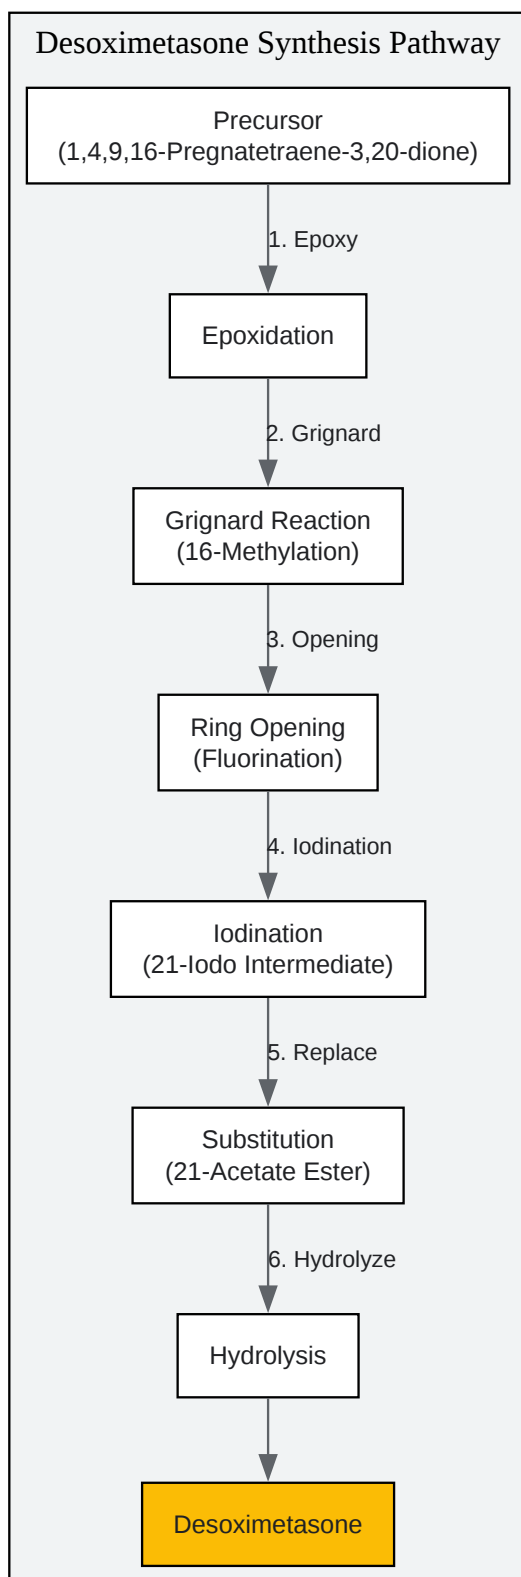 Desoximetasone Synthesis Pathway
Precursor
(1,4,9,16-Pregnatetraene-3,20-dione)
1. Epoxy
Epoxidation
2. Grignard
Grignard Reaction
(16-Methylation)
3. Opening
Ring Opening
(Fluorination)
4. Iodination
Iodination
(21-Iodo Intermediate)
5. Replace
Substitution
(21-Acetate Ester)
6. Hydrolyze
Hydrolysis
Desoximetasone